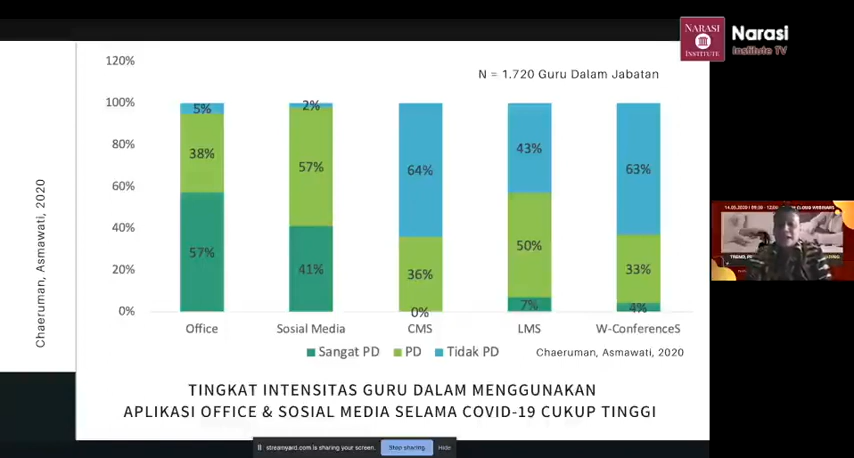 NARASI
INSTITUTE
Narasi
Institute TV
120%
N = 1.720 Guru Dalam Jabatan
100%
80%
60%
40%
20%
0%
5%
38%
57%
2%
57%
41%
64%
36%
0%
43%
50%
7%
63%
33%
4%
Office
Sosial Media
CMS
LMS
W-ConferenceS
Sangat PD
PD
Tidak PD
Chaeruman, Asmawati, 2020
Chaeruman, Asmawati, 2020
TINGKAT INTENSITAS GURU DALAM MENGGUNAKAN
APLIKASI OFFICE & SOSIAL MEDIA SELAMA COVID-19 CUKUP TINGGI
streamyard.com is sharing your screen.
Stop sharing
Hide